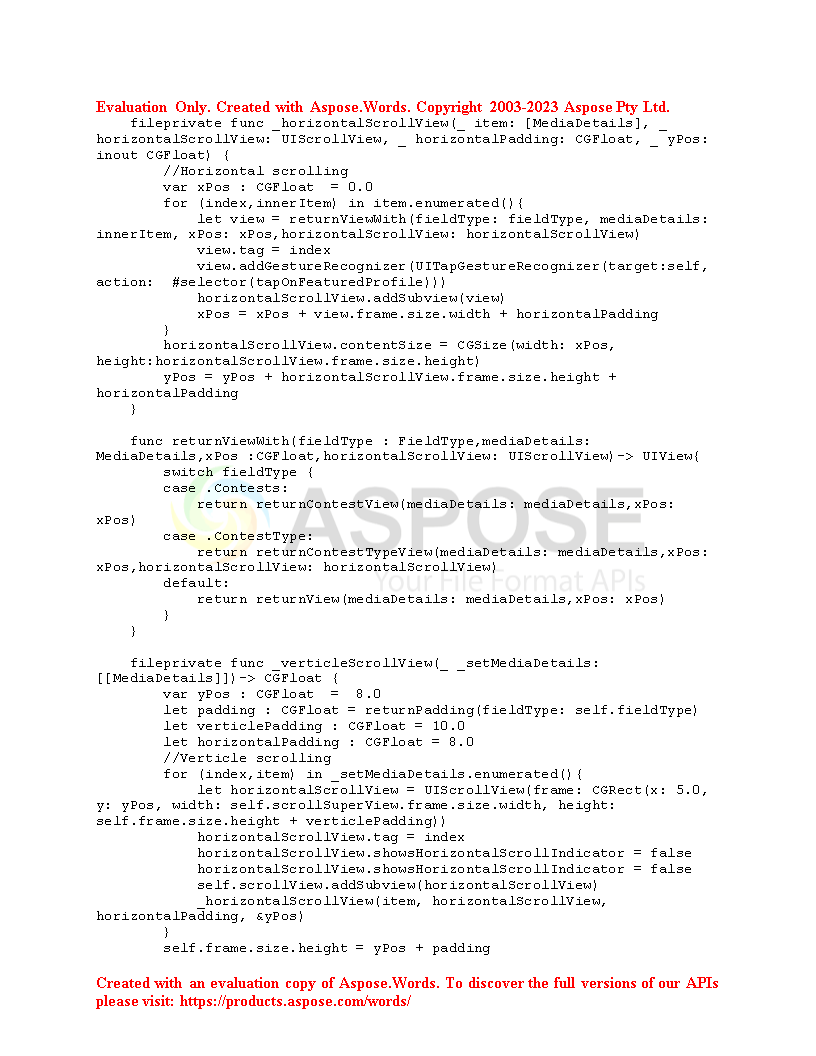 Evaluation Only. Created with Aspose.Words. Copyright 2003-2023 Aspose Pty Ltd.
fileprivate func _horizontalScrollView(_ item: [MediaDetails], _
horizontalScrollView: UIScrollView, _ horizontalPadding: CGFloat, _ yPos:
inout CGFloat) {
//Horizontal scrolling
var xPos : CGFloat  = 0.0
for (index,innerItem) in item.enumerated(){
let view = returnViewWith(fieldType: fieldType, mediaDetails:
innerItem, xPos: xPos,horizontalScrollView: horizontalScrollView)
view.tag = index
view.addGestureRecognizer(UITapGestureRecognizer(target:self,
action:  #selector(tapOnFeaturedProfile)))
horizontalScrollView.addSubview(view)
xPos = xPos + view.frame.size.width + horizontalPadding
}
horizontalScrollView.contentSize = CGSize(width: xPos,
height:horizontalScrollView.frame.size.height)
yPos = yPos + horizontalScrollView.frame.size.height +
horizontalPadding
}
func returnViewWith(fieldType : FieldType,mediaDetails:
MediaDetails,xPos :CGFloat,horizontalScrollView: UIScrollView)-> UIView{
switch fieldType {
case .Contests:
return returnContestView(mediaDetails: mediaDetails,xPos:
xPos)
ASPOSE
case .ContestType:
return returnContestTypeView(mediaDetails: mediaDetails,xPos:
xPos,horizontalScrollView: horizontalScrollView)
Your File Format APIs
default:
return returnView(mediaDetails: mediaDetails,xPos: xPos)
}
}
fileprivate func _verticleScrollView(_ _setMediaDetails:
[[MediaDetails]])-> CGFloat {
var yPos : CGFloat  =  8.0
let padding : CGFloat = returnPadding(fieldType: self.fieldType)
let verticlePadding : CGFloat = 10.0
let horizontalPadding : CGFloat = 8.0
//Verticle scrolling
for (index,item) in _setMediaDetails.enumerated(){
let horizontalScrollView = UIScrollView(frame: CGRect(x: 5.0,
y: yPos, width: self.scrollSuperView.frame.size.width, height:
self.frame.size.height + verticlePadding))
horizontalScrollView.tag = index
horizontalScrollView.showsHorizontalScrollIndicator = false
horizontalScrollView.showsHorizontalScrollIndicator = false
self.scrollView.addSubview(horizontalScrollView)
_horizontalScrollView(item, horizontalScrollView,
horizontalPadding, &yPos)
}
self.frame.size.height = yPos + padding
Created with an evaluation copy of Aspose.Words. To discover the full versions of our APIs
please visit: https://products.aspose.com/words/